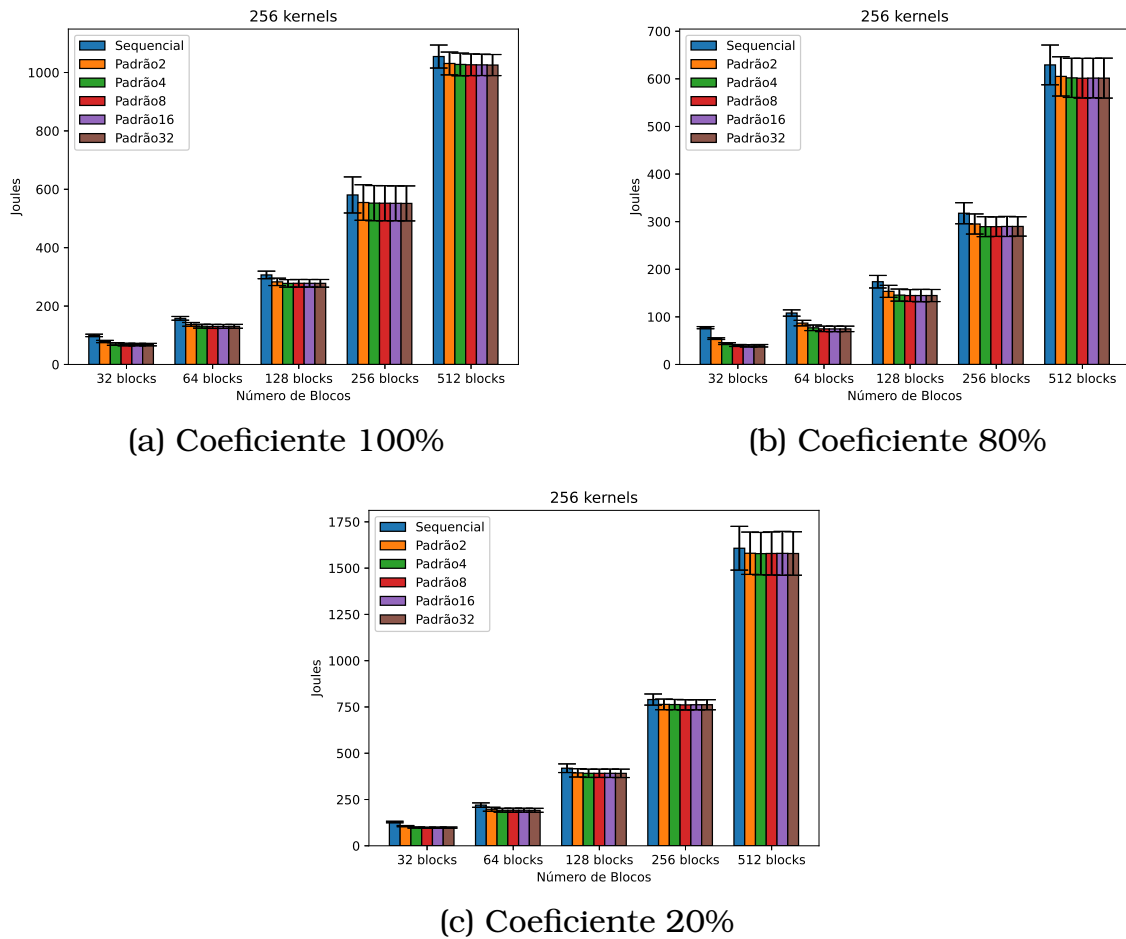 256 kernels
Sequencial
Padrão2
Padrão4
Padrão8
Padrão16
Padrão32
Joules
1000
800
600
400
200
0
32 blocks 64 blocks 128 blocks 256 blocks 512 blocks
Número de Blocos
(a) Coeficiente 100%
256 kernels
Sequencial
Padrão2
Padrão4
Padrão8
Padrão16
Padrão32
Joules
700
600
500
400
300
200
100
0
32 blocks 64 blocks 128 blocks 256 blocks 512 blocks
Número de Blocos
(b) Coeficiente 80%
256 kernels
Sequencial
Padrão2
Padrão4
Padrão8
Padrão16
Padrão32
Joules
1750
1500
1250
1000
750
500
250
0
32 blocks 64 blocks 128 blocks 256 blocks 512 blocks
Número de Blocos
(c) Coeficiente 20%